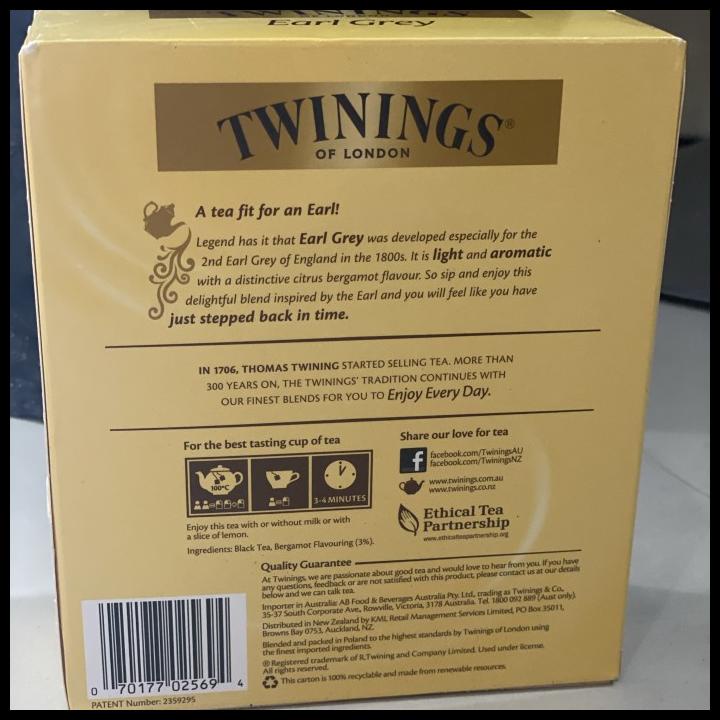 Earl Grey
TWININGS®
OF LONDON
A tea fit for an Earl!
Legend has it that Earl Grey was developed especially for the
2nd Earl Grey of England in the 1800s. It is light and aromatic
with a distinctive citrus bergamot flavour. So sip and enjoy this
delightful blend inspired by the Earl and you will feel like you have
just stepped back in time.
IN 1706, THOMAS TWINING STARTED SELLING TEA. MORE THAN
300 YEARS ON, THE TWININGS' TRADITION CONTINUES WITH
OUR FINEST BLENDS FOR YOU TO Enjoy Every Day.
For the best tasting cup of tea
100°C
3-4 MINUTES
Enjoy this tea with or without milk or with
a slice of lemon.
Ingredients: Black Tea, Bergamot Flavouring (3%).
Share our love for tea
f
facebook.com/TwiningsAU
facebook.com/TwiningsNZ
www.twinings.com.au
www.twinings.co.nz
Ethical Tea
Partnership
www.ethicalteapartnership.org
Quality Guarantee
At Twinings, we are passionate about good tea and would love to hear from you. If you have
any questions, feedback or are not satisfied with this product, please contact us at our details
below and we can talk tea.
Importer in Australia: AB Food & Beverages Australia Pty. Ltd, trading as Twinings & Co,
35-37 South Corporate Ave., Rowville, Victoria, 3178 Australia. Tel. 1800 092 889 (Aust only).
Distributed in New Zealand by KML Retail Management Services Limited, PO Box 35011,
Browns Bay 0753, Auckland, NZ.
Blended and packed in Poland to the highest standards by Twinings of London using
the finest imported ingredients.
® Registered trademark of R.Twining and Company Limited. Used under license.
All rights reserved.
This carton is 100% recyclable and made from renewable resources.
0 70177 02569 4
PATENT Number: 2359295